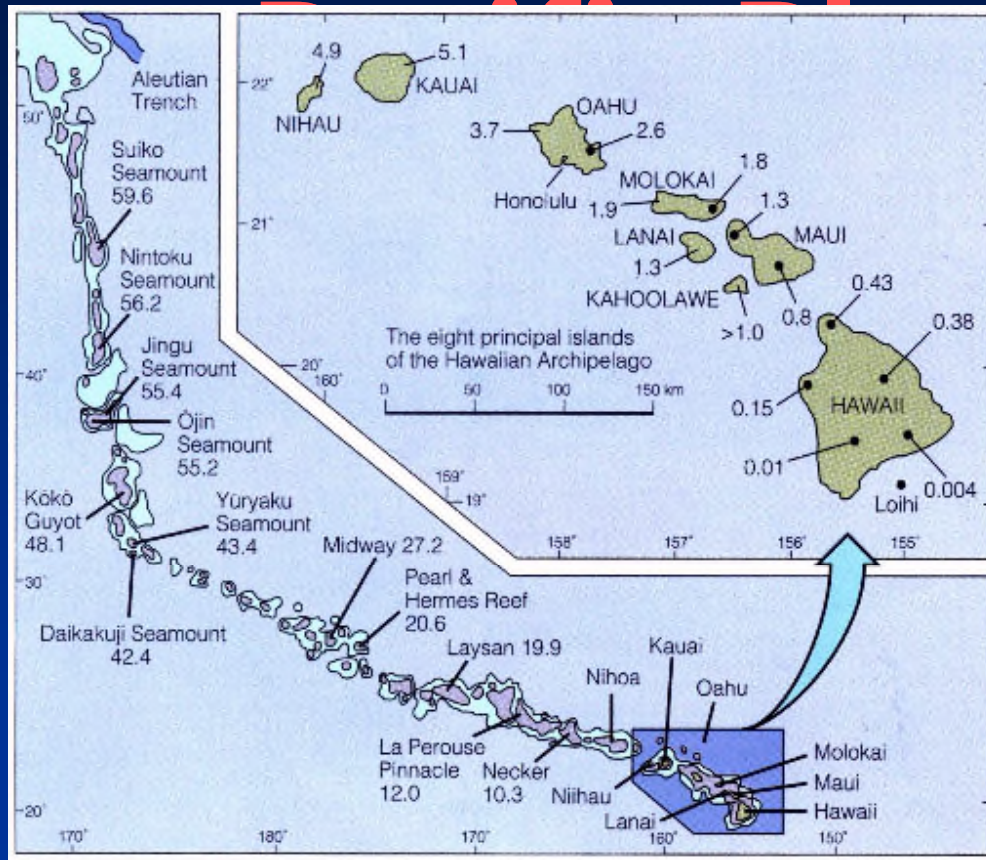 Aleutian
Trench
50°
Suiko
Seamount
59.6
Nintoku
Seamount
56.2
Jingu
Seamount
55.4
40°
Ōjin
Seamount
55.2
Kōkō
Guyot
48.1
Yūryaku
Seamount
43.4
30°
Daikakuji Seamount
42.4
Midway 27.2
Pearl &
Hermes Reef
20.6
Laysan 19.9
La Perouse
Pinnacle
12.0
Necker
10.3
Nihoa
Niihau
Kauai
Oahu
Molokai
Maui
Lanai
Hawaii
20°
170°
180°
170°
160°
150°
4.9
5.1
22°
KAUAI
NIHAU
OAHU
3.7
2.6
Honolulu
MOLOKAI
1.8
1.9
21°
1.3
LANAI
MAUI
1.3
KAHOOLAWE
0.8
>1.0
0.43
0.38
The eight principal islands
of the Hawaiian Archipelago
20°
160°
0 50 100 150 km
0.15
HAWAII
0.01
0.004
Loihi
159°
19°
158°
157°
156°
155°